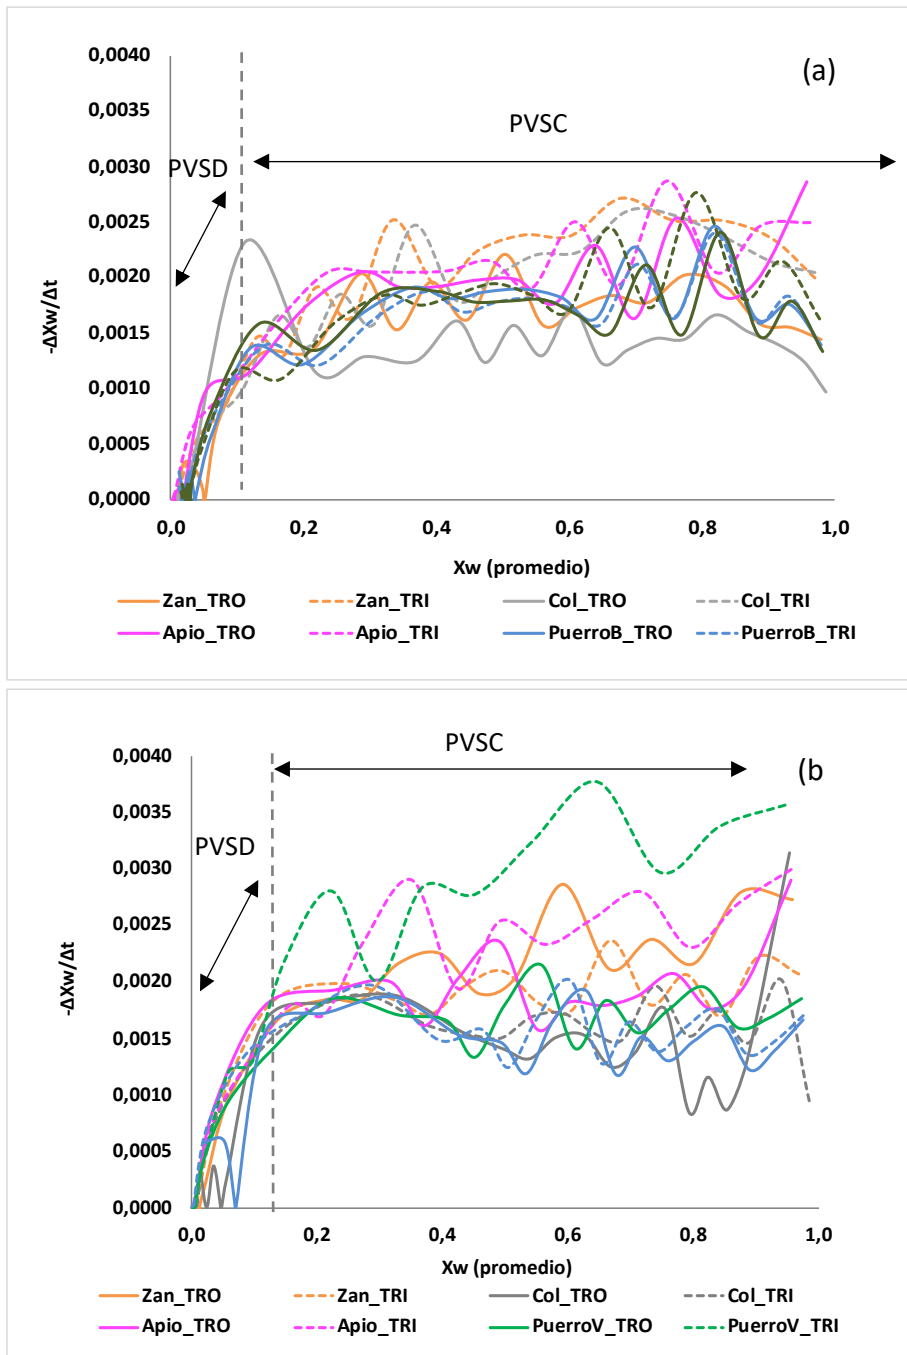 0,0040
(a)
0,0035
PVSC
0,0030
PVSD
0,0025
0,0020
0,0015
0,0010
0,0005
0,0000
-ΔXw/Δt
0,0 0,2 0,4 0,6 0,8 1,0
Xw (promedio)
Zan_TRO Zan_TRI Col_TRO Col_TRI
Apio_TRO Apio_TRI PuerroB_TRO PuerroB_TRI
PVSC
0,0040
(b
0,0035
PVSD
0,0030
0,0025
0,0020
0,0015
0,0010
0,0005
0,0000
-ΔXw/Δt
0,0 0,2 0,4 0,6 0,8 1,0
Xw (promedio)
Zan_TRO Zan_TRI Col_TRO Col_TRI
Apio_TRO Apio_TRI PuerroV_TRO PuerroV_TRI